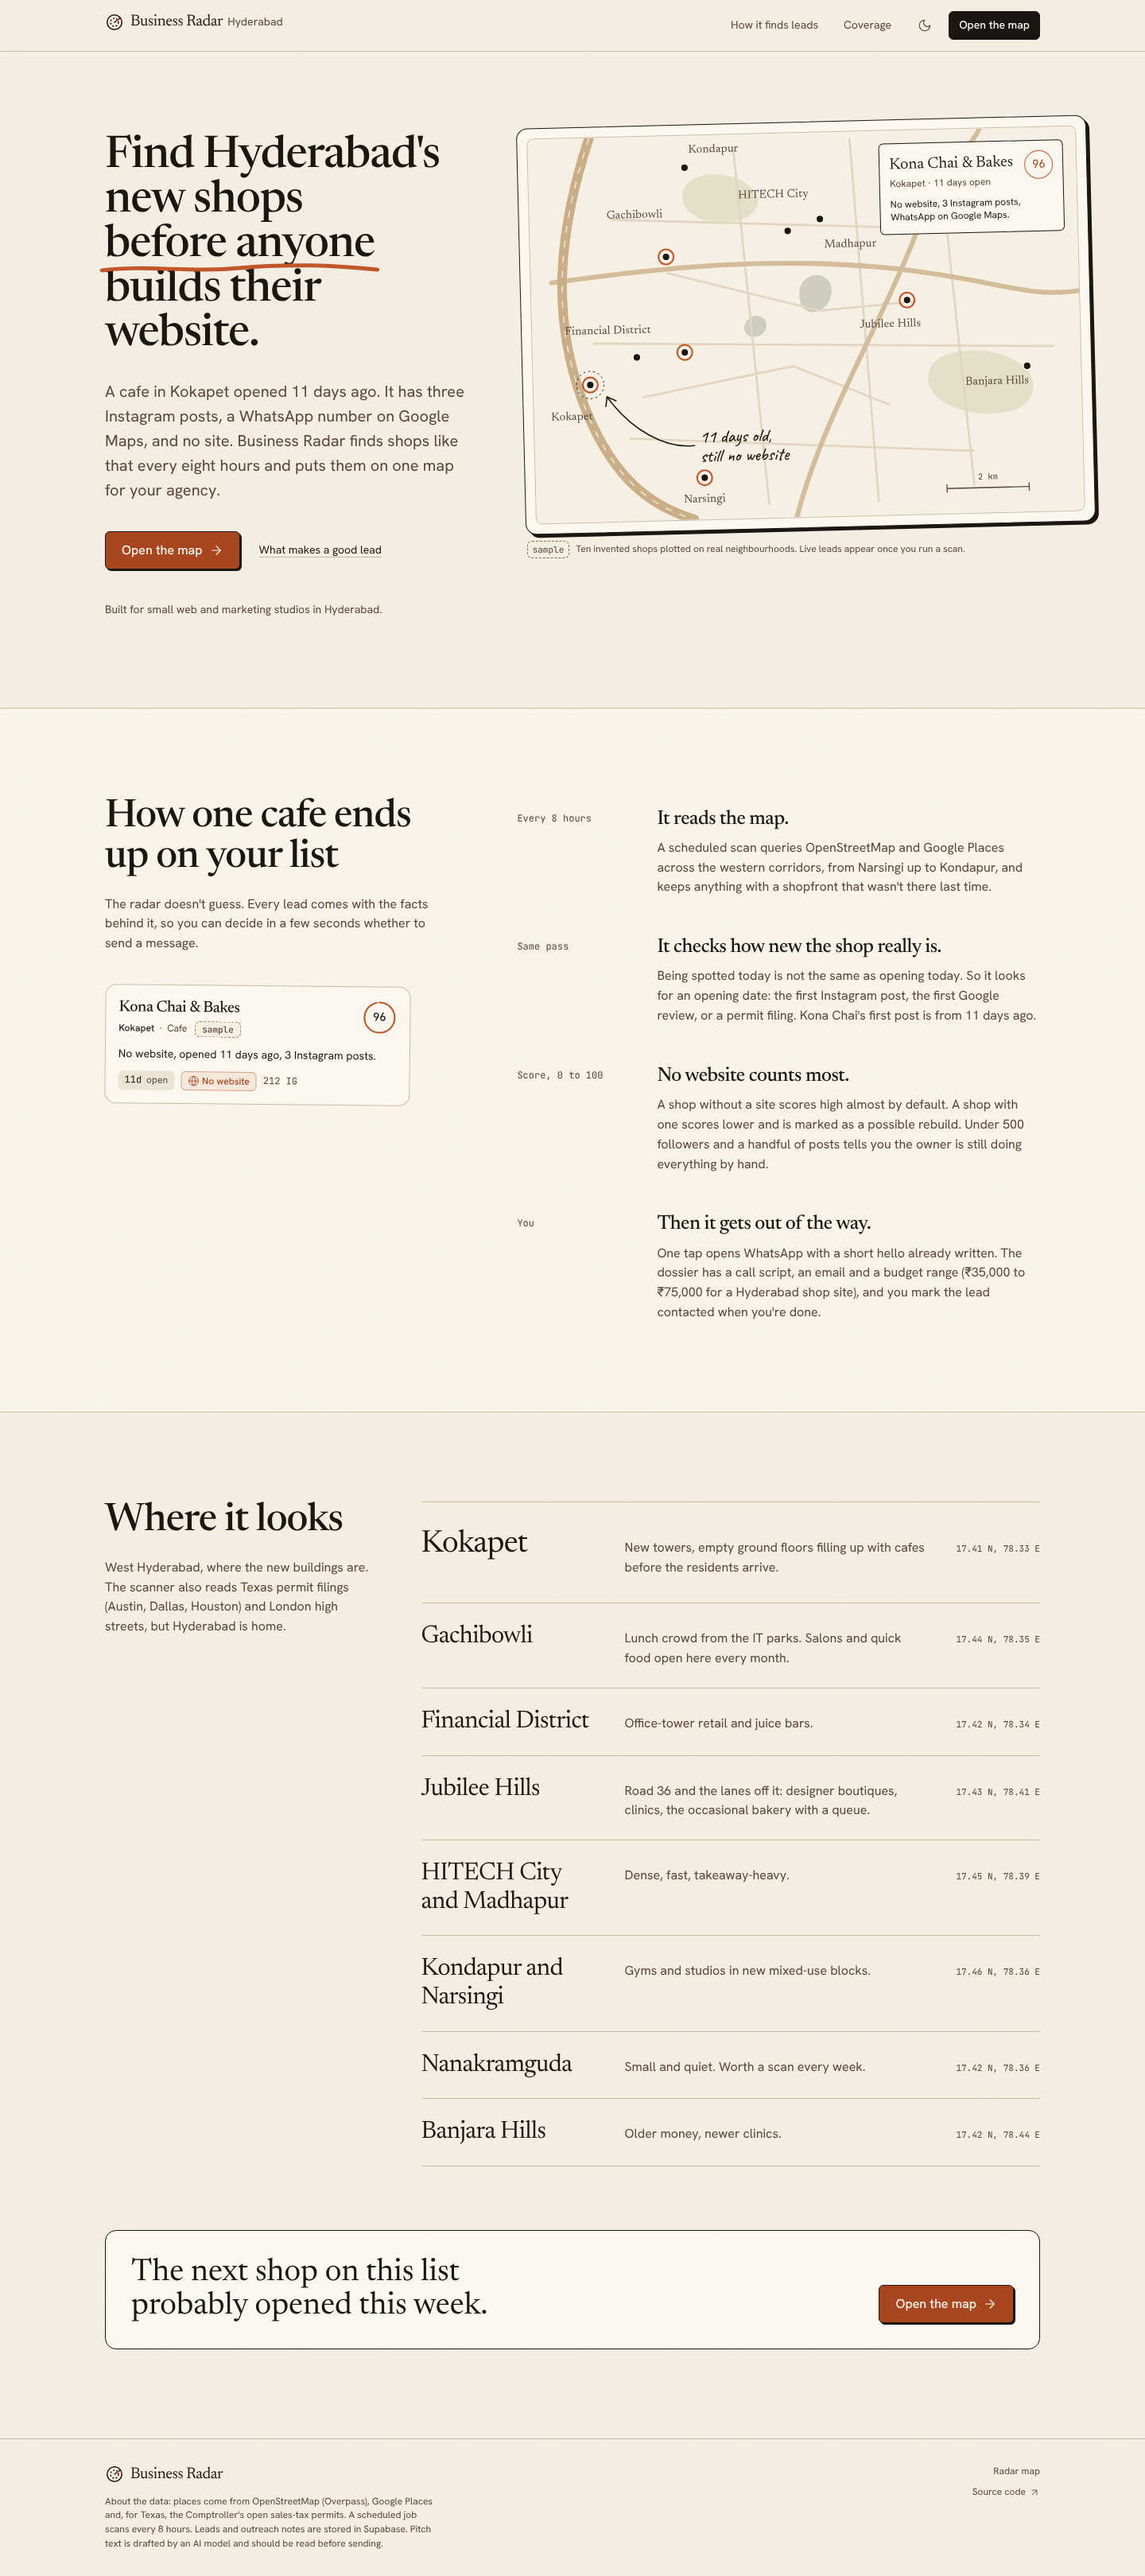 Business Radar Hyderabad
How it finds leads
Coverage
Open the map
Find Hyderabad's
new shops
before anyone
builds their
website.
A cafe in Kokapet opened 11 days ago. It has three
Instagram posts, a WhatsApp number on Google
Maps, and no site. Business Radar finds shops like
that every eight hours and puts them on one map
for your agency.
Open the map →
What makes a good lead
Built for small web and marketing studios in Hyderabad.
Kondapur
HITECH City
Gachibowli
Madhapur
Kona Chai & Bakes
96
Kokapet · 11 days open
No website, 3 Instagram posts,
WhatsApp on Google Maps.
Financial District
Jubilee Hills
Banjara Hills
Kokapet
11 days old,
still no website
Narsingi
2 km
sample Ten invented shops plotted on real neighbourhoods. Live leads appear once you run a scan.
How one cafe ends
up on your list
The radar doesn't guess. Every lead comes with the facts
behind it, so you can decide in a few seconds whether to
send a message.
Kona Chai & Bakes
96
Kokapet · Cafe sample
No website, opened 11 days ago, 3 Instagram posts.
11d open
No website
212 IG
Every 8 hours
It reads the map.
A scheduled scan queries OpenStreetMap and Google Places
across the western corridors, from Narsingi up to Kondapur, and
keeps anything with a shopfront that wasn't there last time.
Same pass
It checks how new the shop really is.
Being spotted today is not the same as opening today. So it looks
for an opening date: the first Instagram post, the first Google
review, or a permit filing. Kona Chai's first post is from 11 days ago.
Score, 0 to 100
No website counts most.
A shop without a site scores high almost by default. A shop with
one scores lower and is marked as a possible rebuild. Under 500
followers and a handful of posts tells you the owner is still doing
everything by hand.
You
Then it gets out of the way.
One tap opens WhatsApp with a short hello already written. The
dossier has a call script, an email and a budget range (₹35,000 to
₹75,000 for a Hyderabad shop site), and you mark the lead
contacted when you're done.
Where it looks
West Hyderabad, where the new buildings are.
The scanner also reads Texas permit filings
(Austin, Dallas, Houston) and London high
streets, but Hyderabad is home.
Kokapet
New towers, empty ground floors filling up with cafes
before the residents arrive.
17.41 N, 78.33 E
Gachibowli
Lunch crowd from the IT parks. Salons and quick
food open here every month.
17.44 N, 78.35 E
Financial District
Office-tower retail and juice bars.
17.42 N, 78.34 E
Jubilee Hills
Road 36 and the lanes off it: designer boutiques,
clinics, the occasional bakery with a queue.
17.43 N, 78.41 E
HITECH City
and Madhapur
Dense, fast, takeaway-heavy.
17.45 N, 78.39 E
Kondapur and
Narsingi
Gyms and studios in new mixed-use blocks.
17.46 N, 78.36 E
Nanakramguda
Small and quiet. Worth a scan every week.
17.42 N, 78.36 E
Banjara Hills
Older money, newer clinics.
17.42 N, 78.44 E
The next shop on this list
probably opened this week.
Open the map →
Business Radar
About the data: places come from OpenStreetMap (Overpass), Google Places
and, for Texas, the Comptroller's open sales-tax permits. A scheduled job
scans every 8 hours. Leads and outreach notes are stored in Supabase. Pitch
text is drafted by an AI model and should be read before sending.
Radar map
Source code ↗